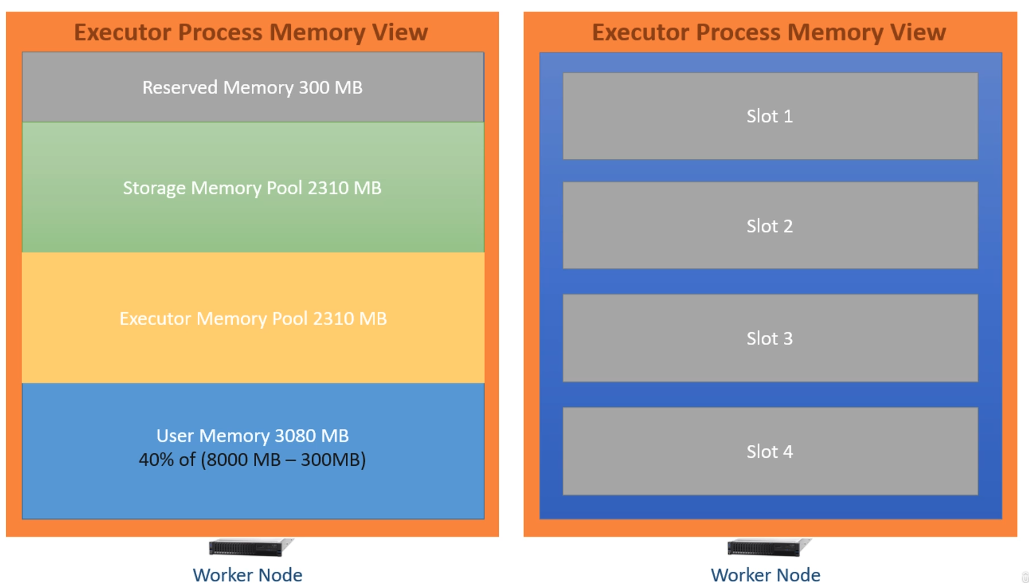 Executor Process Memory View
Reserved Memory 300 MB
Storage Memory Pool 2310 MB
Executor Memory Pool 2310 MB
User Memory 3080 MB
40% of (8000 MB – 300MB)
Worker Node
Executor Process Memory View
Slot 1
Slot 2
Slot 3
Slot 4
Worker Node